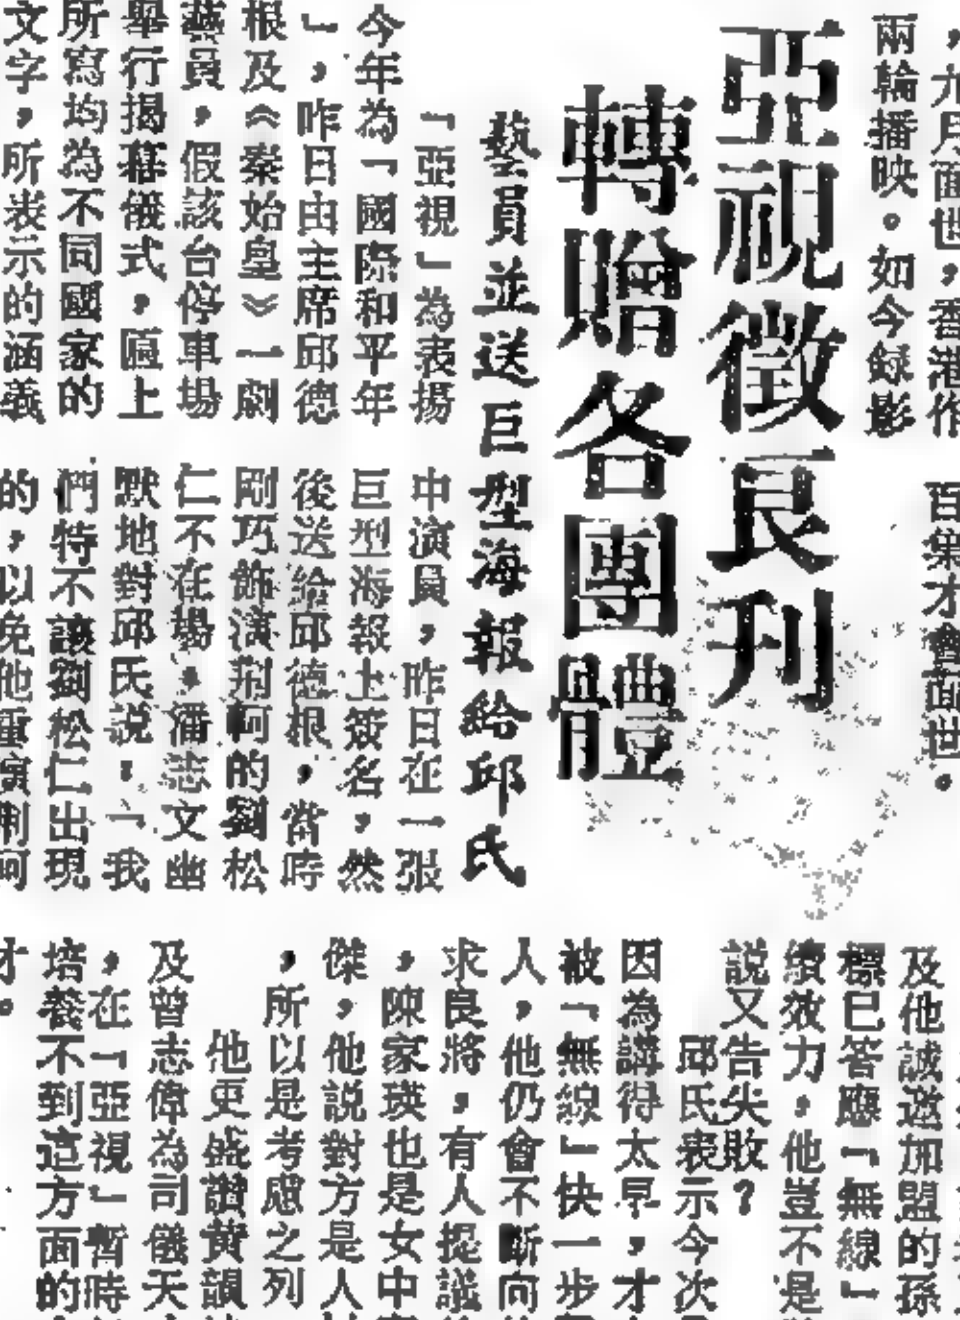 ，九月面世，香港作
兩輪播映。如今錄影
百集才會面世。
亞視徵良刊
轉贈各團體
藝員並送巨型海報給邱氏
「亞視」為表揚
今年為「國際和平年
」，昨日由主席邱德
根及《秦始皇》一劇
藝員，假該台停車場
舉行揭幕儀式，匾上
所寫均為不同國家的
文字，所表示的涵義
中演員，昨日在一張
巨型海報上簽名，然
後送給邱德根，當時
剛巧飾演荊軻的劉松
仁不在場，潘志文幽
默地對邱氏說：「我
們特不讓劉松仁出現
的，以免他重演荊軻
及他誠邀加盟的孫
標已答應「無線」
績效力，他豈不是
說又告失敗？
邱氏表示今次
因為講得太早，才
被「無線」快一步
人，他仍會不斷向
求良將，有人提議
，陳家瑛也是女中
傑，他說對方是人
，所以是考慮之列
他更盛讚黃韻
及曾志偉為司儀天
，在「亞視」暫時
培養不到這方面的
才。